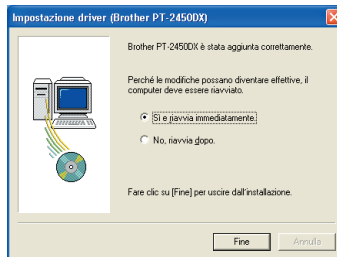 Impostazione driver (Brother PT-2450DX)
Brother PT-2450DX è stata aggiunta correttamente.
Perché le modifiche possano diventare effettive, il
computer deve essere riavviato.
Sì e riavvia immediatamente.
No, riavvia dopo.
Fare clic su [Fine] per uscire dall'installazione.
Fine
Annulla